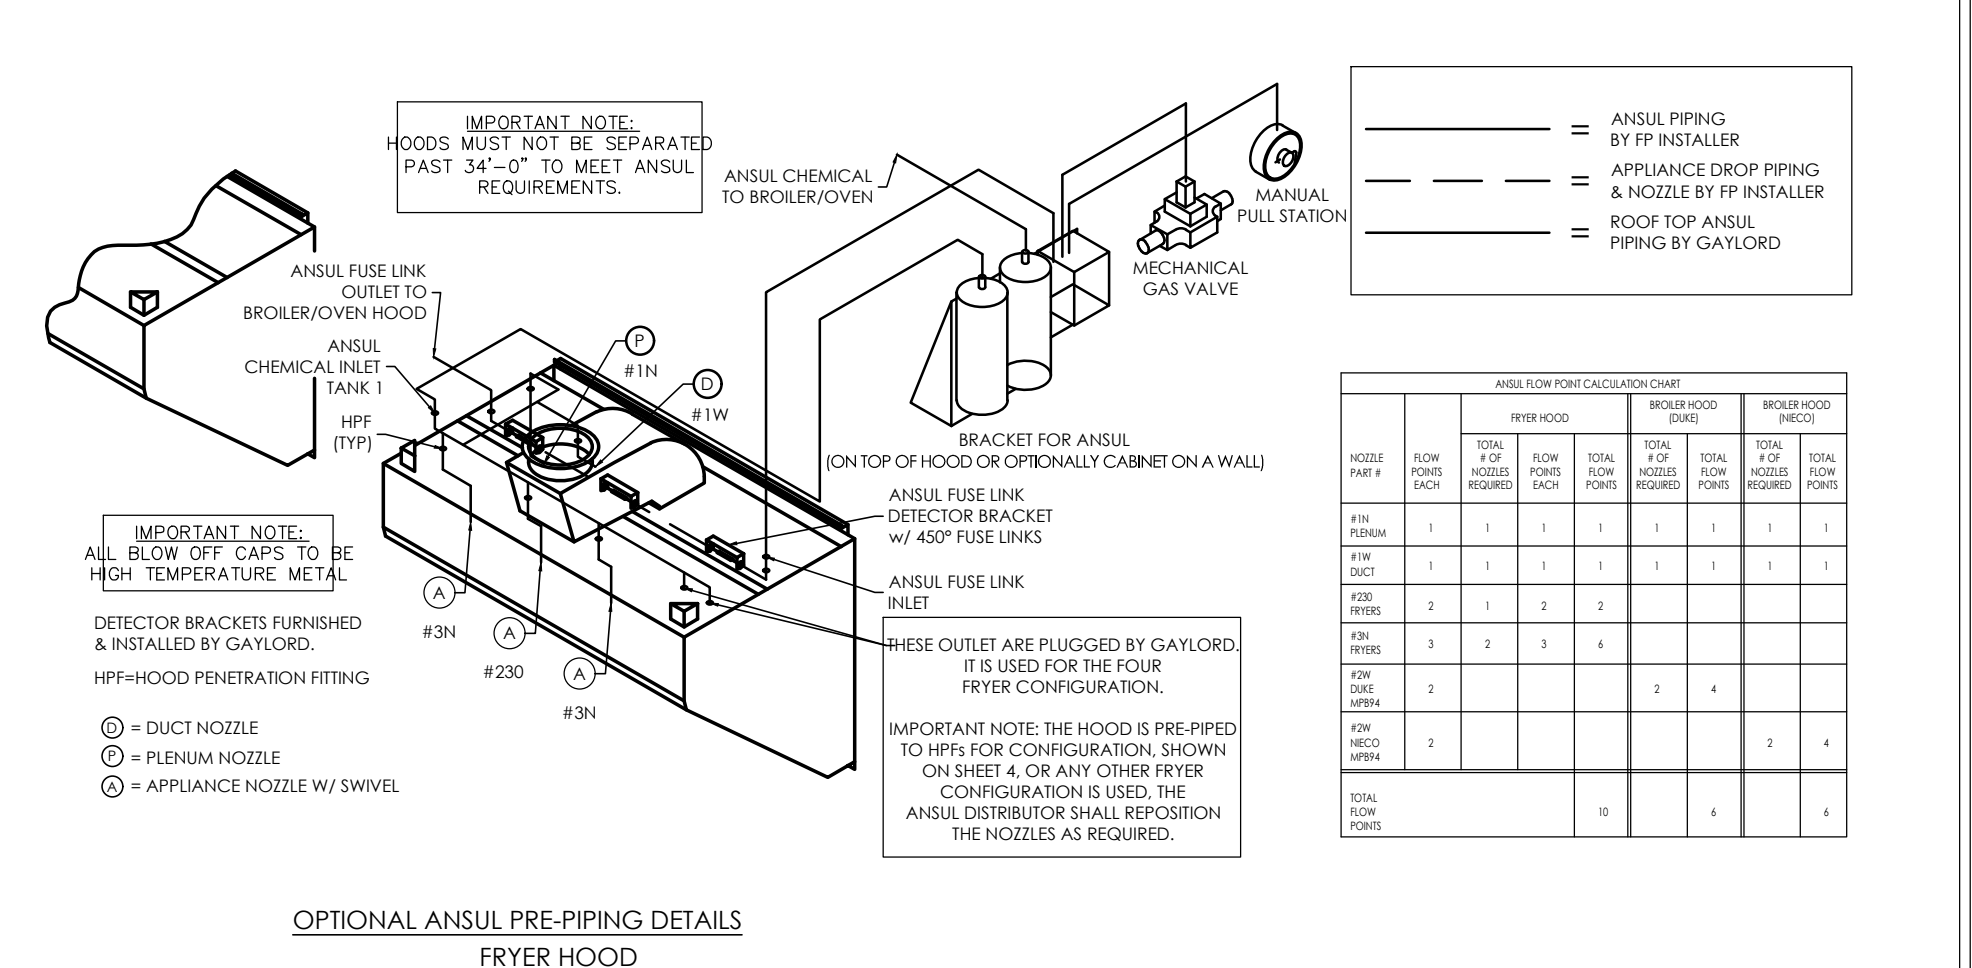 IMPORTANT NOTE:
HOODS MUST NOT BE SEPARATED
PAST 34'-0" TO MEET ANSUL
REQUIREMENTS.
ANSUL CHEMICAL
TO BROILER/OVEN
MANUAL
PULL STATION
MECHANICAL
GAS VALVE
= ANSUL PIPING
BY FP INSTALLER
= APPLIANCE DROP PIPING
& NOZZLE BY FP INSTALLER
= ROOF TOP ANSUL
PIPING BY GAYLORD
ANSUL FUSE LINK
OUTLET TO
BROILER/OVEN HOOD
ANSUL
CHEMICAL INLET
TANK 1
HPF
(TYP)
P
#1N
D
#1W
BRACKET FOR ANSUL
(ON TOP OF HOOD OR OPTIONALLY CABINET ON A WALL)
ANSUL FUSE LINK
DETECTOR BRACKET
w/ 450° FUSE LINKS
ANSUL FUSE LINK
INLET
IMPORTANT NOTE:
ALL BLOW OFF CAPS TO BE
HIGH TEMPERATURE METAL
DETECTOR BRACKETS FURNISHED
& INSTALLED BY GAYLORD.
HPF=HOOD PENETRATION FITTING
D = DUCT NOZZLE
P = PLENUM NOZZLE
A = APPLIANCE NOZZLE W/ SWIVEL
A
#3N
A
#230
A
#3N
THESE OUTLET ARE PLUGGED BY GAYLORD.
IT IS USED FOR THE FOUR
FRYER CONFIGURATION.
IMPORTANT NOTE: THE HOOD IS PRE-PIPED
TO HPFs FOR CONFIGURATION, SHOWN
ON SHEET 4, OR ANY OTHER FRYER
CONFIGURATION IS USED, THE
ANSUL DISTRIBUTOR SHALL REPOSITION
THE NOZZLES AS REQUIRED.
ANSUL FLOW POINT CALCULATION CHART
FRYER HOOD
BROILER HOOD
(DUKE)
BROILER HOOD
(NIECO)
NOZZLE
PART #
FLOW
POINTS
EACH
TOTAL
# OF
NOZZLES
REQUIRED
FLOW
POINTS
EACH
TOTAL
FLOW
POINTS
TOTAL
# OF
NOZZLES
REQUIRED
TOTAL
FLOW
POINTS
TOTAL
# OF
NOZZLES
REQUIRED
TOTAL
FLOW
POINTS
#1N
PLENUM
1 1 1 1 1 1 1 1
#1W
DUCT
1 1 1 1 1 1 1 1
#230
FRYERS
2 1 2 2
#3N
FRYERS
3 2 3 6
#2W
DUKE
MPB94
2 2 4
#2W
NIECO
MPB94
2 2 4
TOTAL
FLOW
POINTS
10 6 6
OPTIONAL ANSUL PRE-PIPING DETAILS
FRYER HOOD